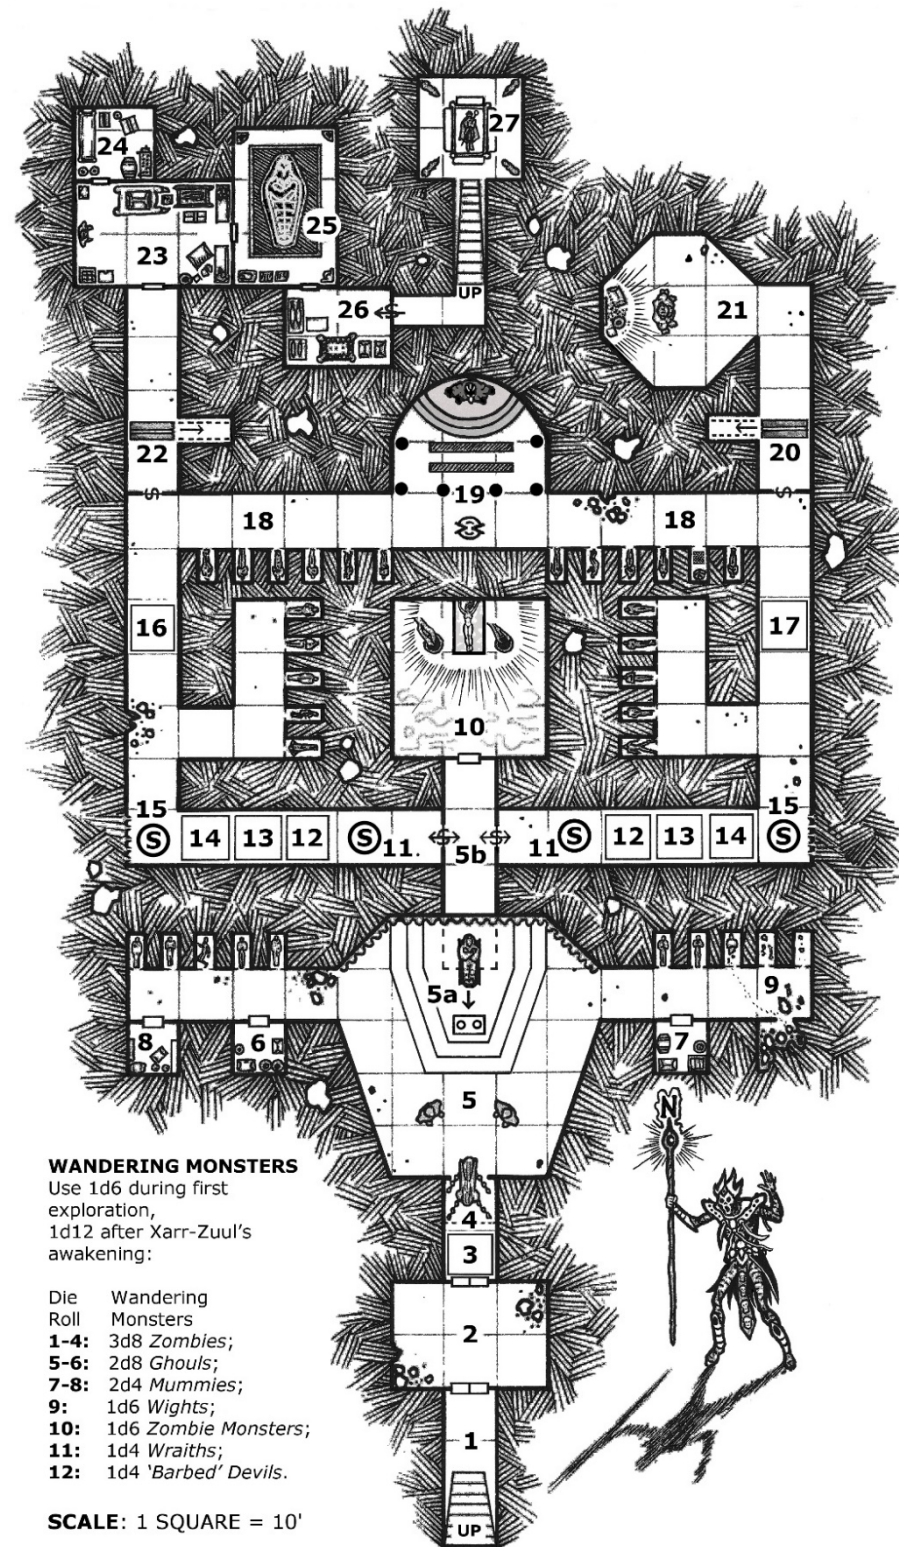 27
24
25
23
26
UP
21
22
20
19
18
18
16
17
10
15
15
S
14
13
12
S
11.
S
S
5b
11
S
12
13
14
S
5a
9
8
6
7
5
N
4
3
2
1
UP
WANDERING MONSTERS
Use 1d6 during first
exploration,
1d12 after Xarr-Zuul's
awakening:
Die Wandering
Roll Monsters
1-4: 3d8 Zombies;
5-6: 2d8 Ghouls;
7-8: 2d4 Mummies;
9: 1d6 Wights;
10: 1d6 Zombie Monsters;
11: 1d4 Wraiths;
12: 1d4 ‘Barbed’ Devils.
SCALE: 1 SQUARE = 10'